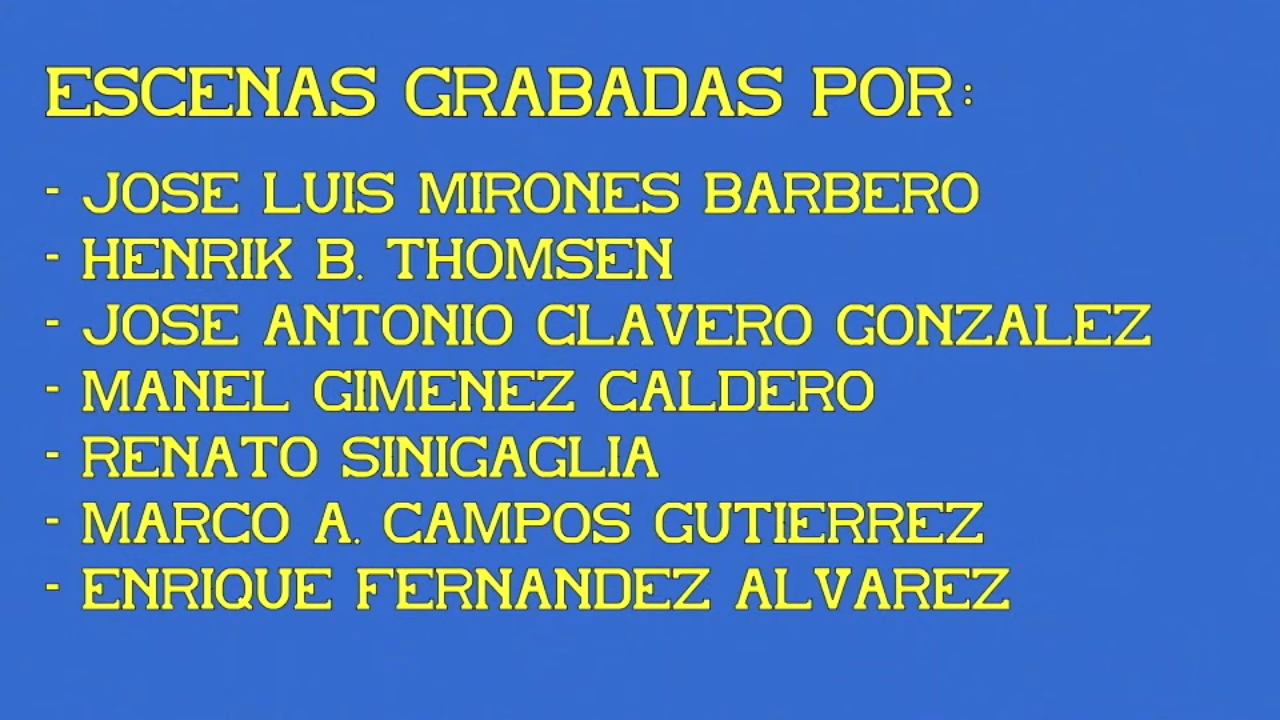 ESCENAS GRABADAS POR:
- JOSE LUIS MIRONES BARBERO
- HENRIK B. THOMSEN
- JOSE ANTONIO CLAVERO GONZALEZ
- MANEL GIMENEZ CALDERO
- RENATO SINIGAGLIA
- MARCO A. CAMPOS GUTIERREZ
- ENRIQUE FERNANDEZ ALVAREZ